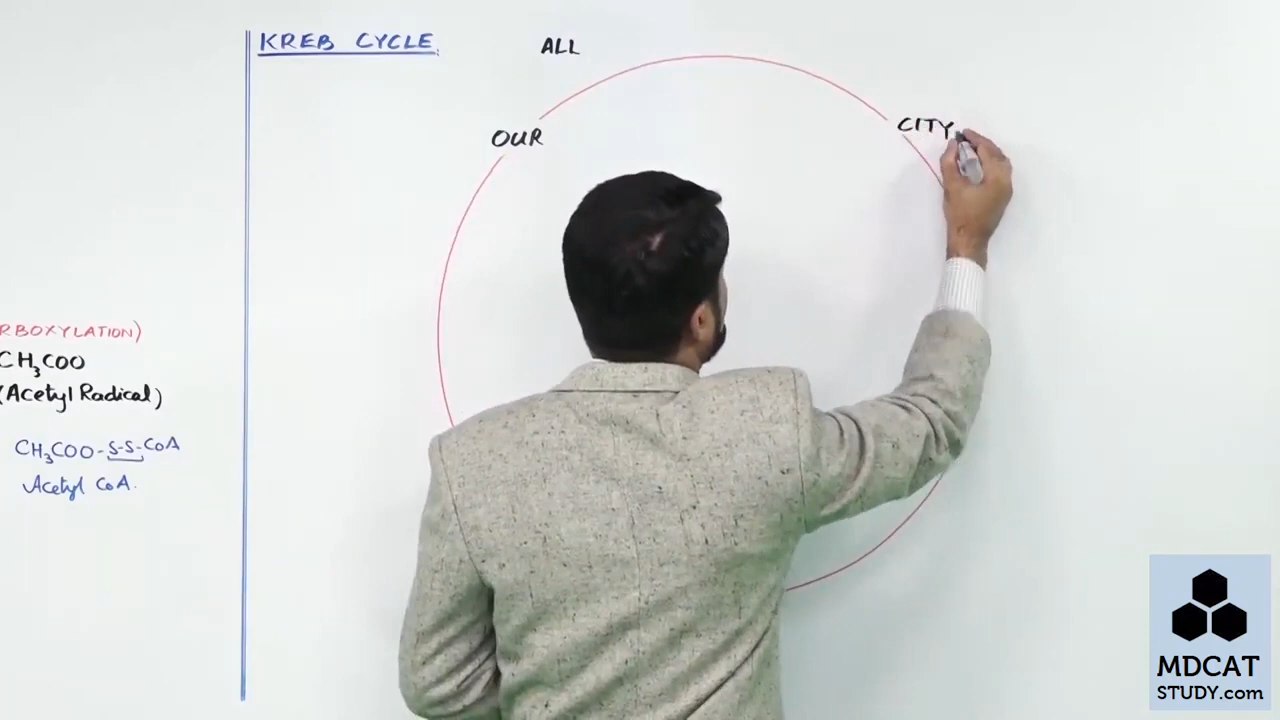 KREB CYCLE
ALL
OUR
CITY
RBOXYLATION)
CH₃COO
(Acetyl Radical)
CH₃COO-S-S-CoA
Acetyl CoA.
MDCAT
STUDY.com